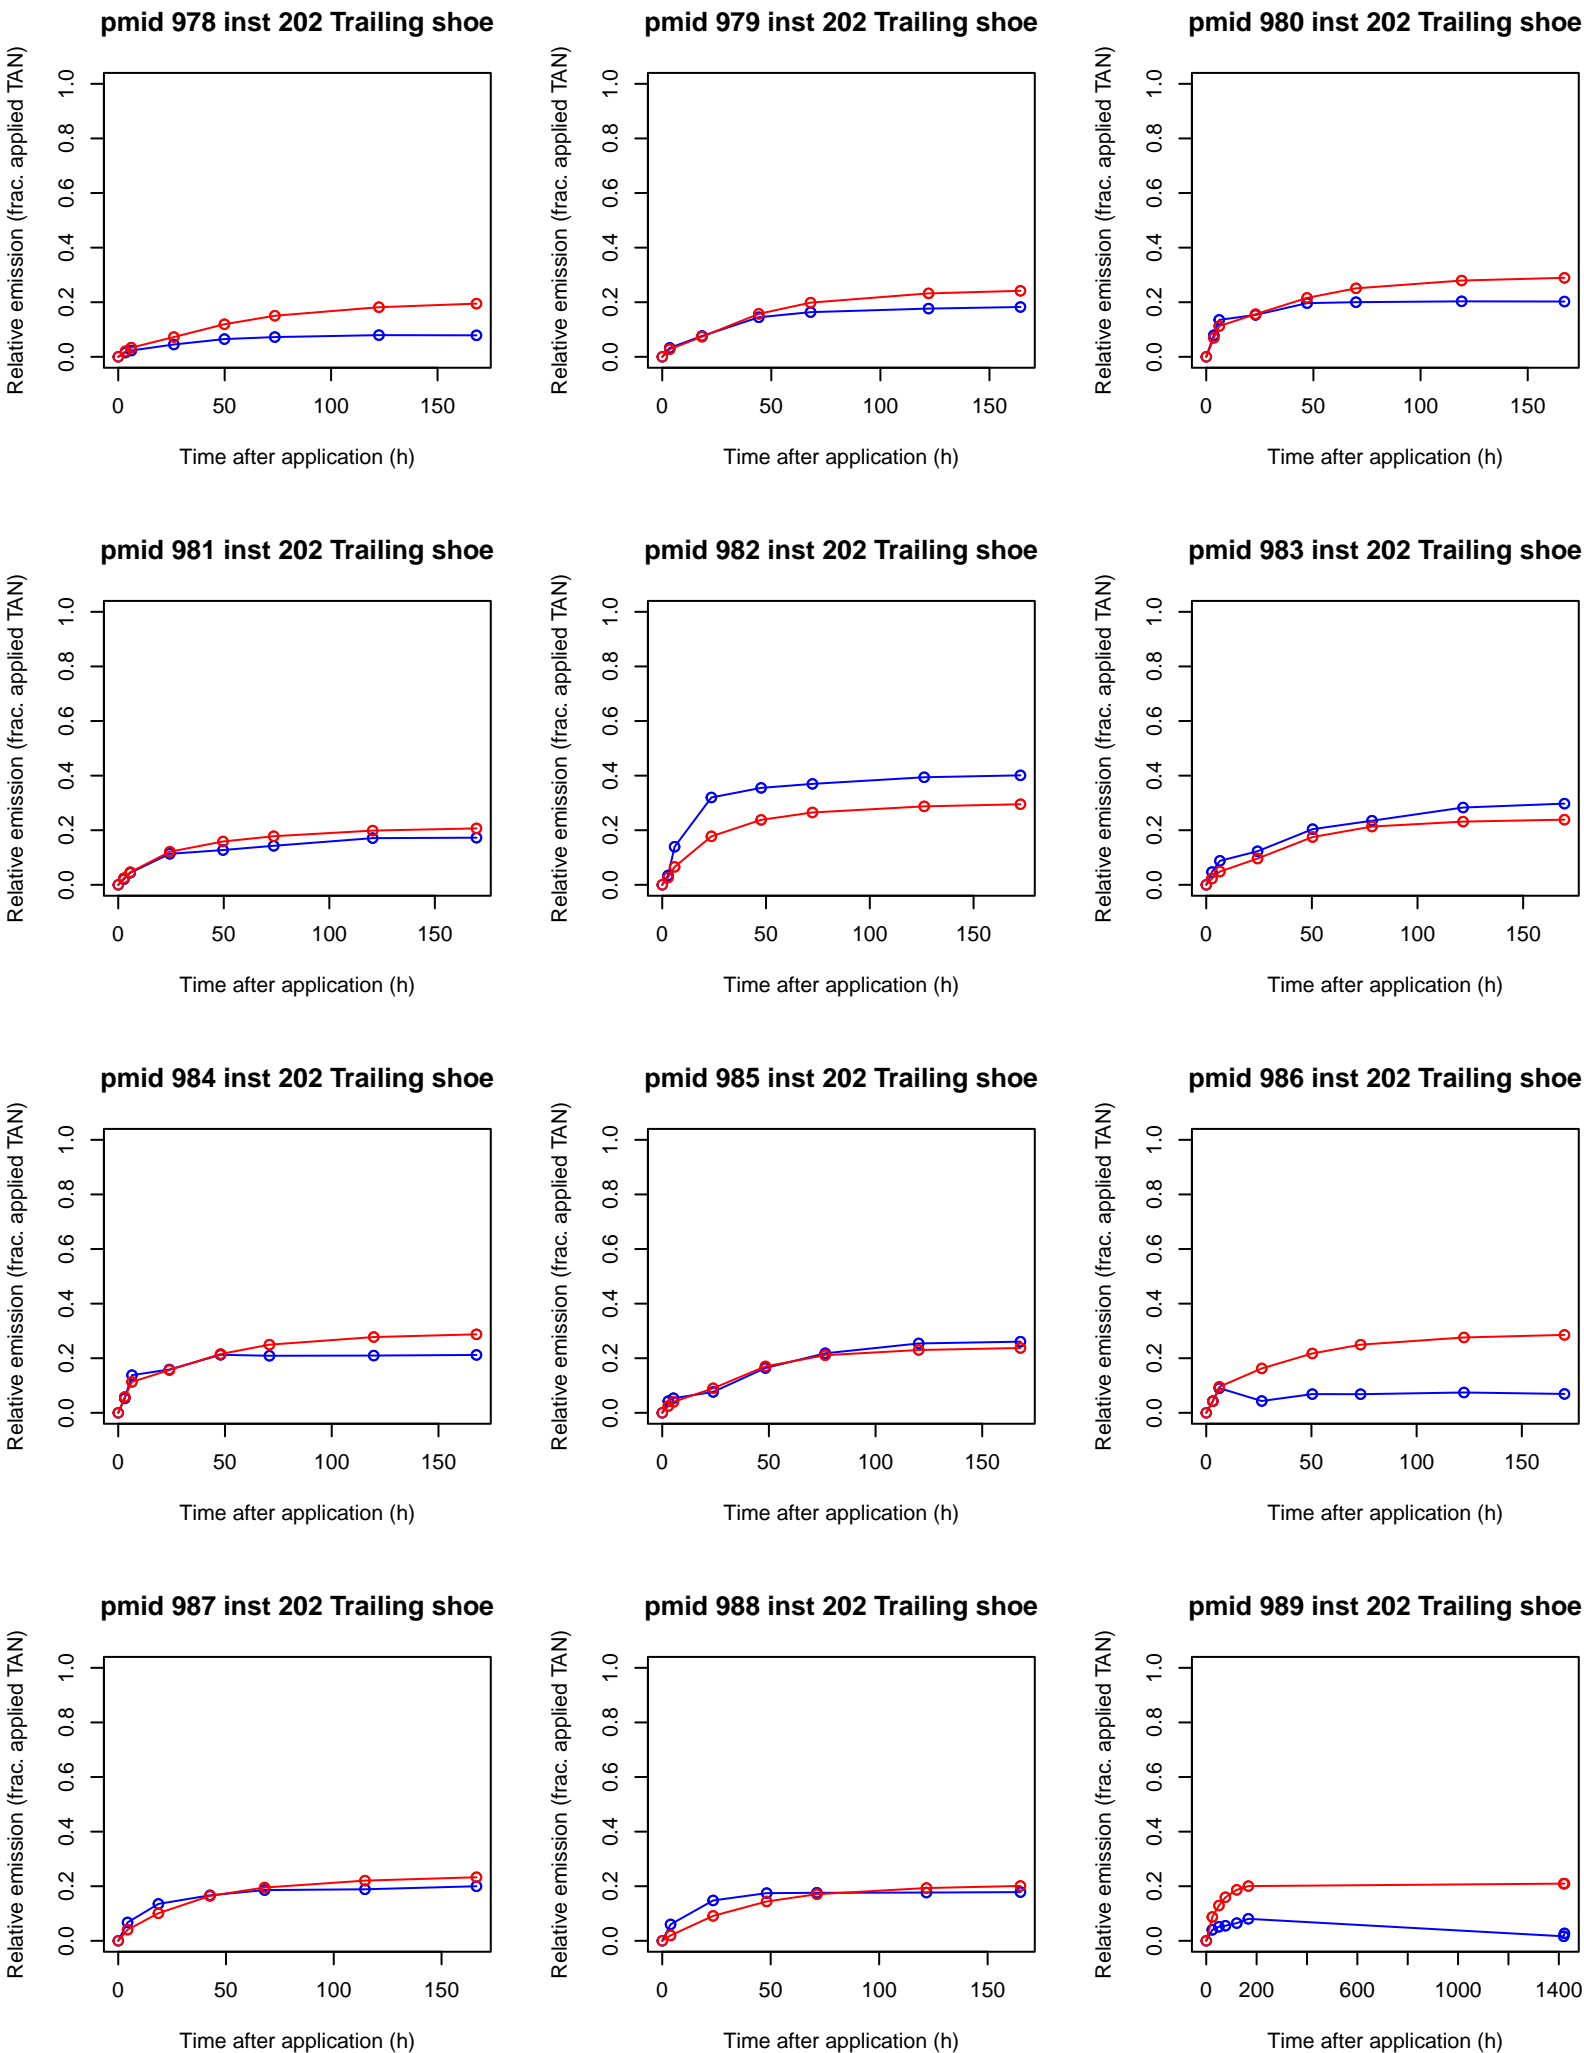 pmid 978 inst 202 Trailing shoe
Relative emission (frac. applied TAN)
1.0
0.8
0.6
0.4
0.2
0.0
0 50 100 150
Time after application (h)
pmid 979 inst 202 Trailing shoe
Relative emission (frac. applied TAN)
1.0
0.8
0.6
0.4
0.2
0.0
0 50 100 150
Time after application (h)
pmid 980 inst 202 Trailing shoe
Relative emission (frac. applied TAN)
1.0
0.8
0.6
0.4
0.2
0.0
0 50 100 150
Time after application (h)
pmid 981 inst 202 Trailing shoe
Relative emission (frac. applied TAN)
1.0
0.8
0.6
0.4
0.2
0.0
0 50 100 150
Time after application (h)
pmid 982 inst 202 Trailing shoe
Relative emission (frac. applied TAN)
1.0
0.8
0.6
0.4
0.2
0.0
0 50 100 150
Time after application (h)
pmid 983 inst 202 Trailing shoe
Relative emission (frac. applied TAN)
1.0
0.8
0.6
0.4
0.2
0.0
0 50 100 150
Time after application (h)
pmid 984 inst 202 Trailing shoe
Relative emission (frac. applied TAN)
1.0
0.8
0.6
0.4
0.2
0.0
0 50 100 150
Time after application (h)
pmid 985 inst 202 Trailing shoe
Relative emission (frac. applied TAN)
1.0
0.8
0.6
0.4
0.2
0.0
0 50 100 150
Time after application (h)
pmid 986 inst 202 Trailing shoe
Relative emission (frac. applied TAN)
1.0
0.8
0.6
0.4
0.2
0.0
0 50 100 150
Time after application (h)
pmid 987 inst 202 Trailing shoe
Relative emission (frac. applied TAN)
1.0
0.8
0.6
0.4
0.2
0.0
0 50 100 150
Time after application (h)
pmid 988 inst 202 Trailing shoe
Relative emission (frac. applied TAN)
1.0
0.8
0.6
0.4
0.2
0.0
0 50 100 150
Time after application (h)
pmid 989 inst 202 Trailing shoe
Relative emission (frac. applied TAN)
1.0
0.8
0.6
0.4
0.2
0.0
0 200 600 1000 1400
Time after application (h)